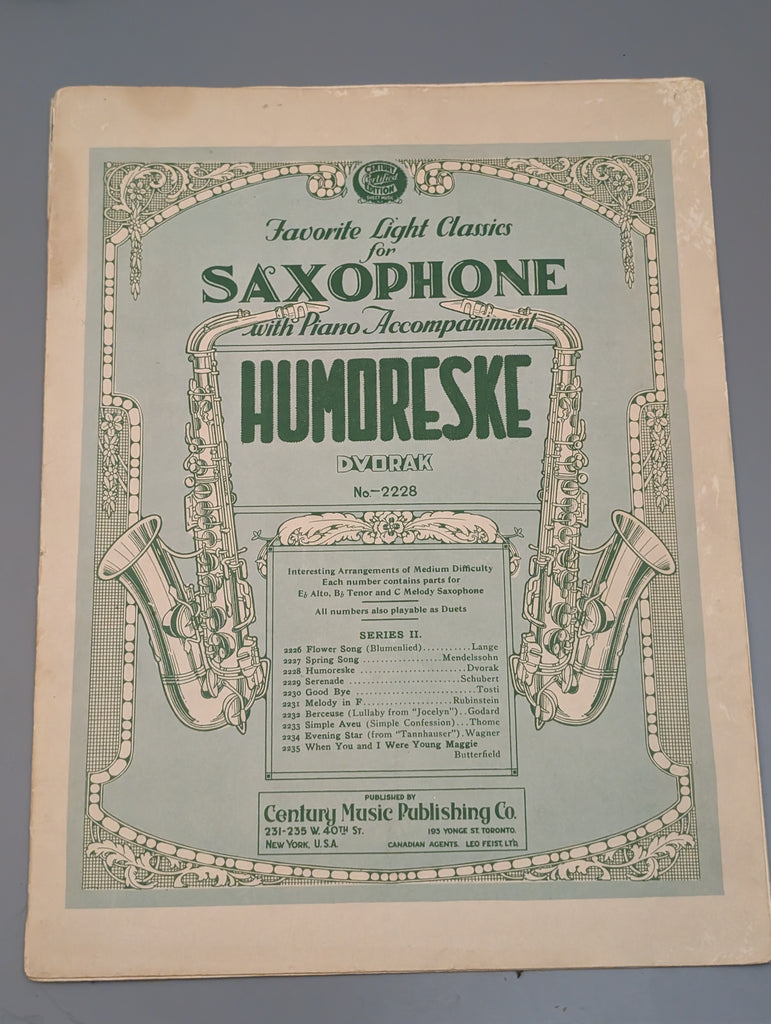 CENTURY
Certified
EDITION
SHEET MUSIC
Favorite Light Classics
for
SAXOPHONE
with Piano Accompaniment
HUMORESKE
DVORAK
No.-2228
Interesting Arrangements of Medium Difficulty
Each number contains parts for
E♭ Alto, B♭ Tenor and C Melody Saxophone
All numbers also playable as Duets
SERIES II.
2226 Flower Song (Blumenlied)..........Lange
2227 Spring Song .................Mendelssohn
2228 Humoreske ......................Dvorak
2229 Serenade .......................Schubert
2230 Good Bye .........................Tosti
2231 Melody in F...................Rubinstein
2232 Berceuse (Lullaby from "Jocelyn")..Godard
2233 Simple Aveu (Simple Confession)...Thome
2234 Evening Star (from "Tannhauser").Wagner
2235 When You and I Were Young Maggie
Butterfield
PUBLISHED BY
Century Music Publishing Co.
231-235 W. 40TH ST. 193 YONGE ST. TORONTO.
NEW YORK, U.S.A. CANADIAN AGENTS. LEO FEIST, LTD.